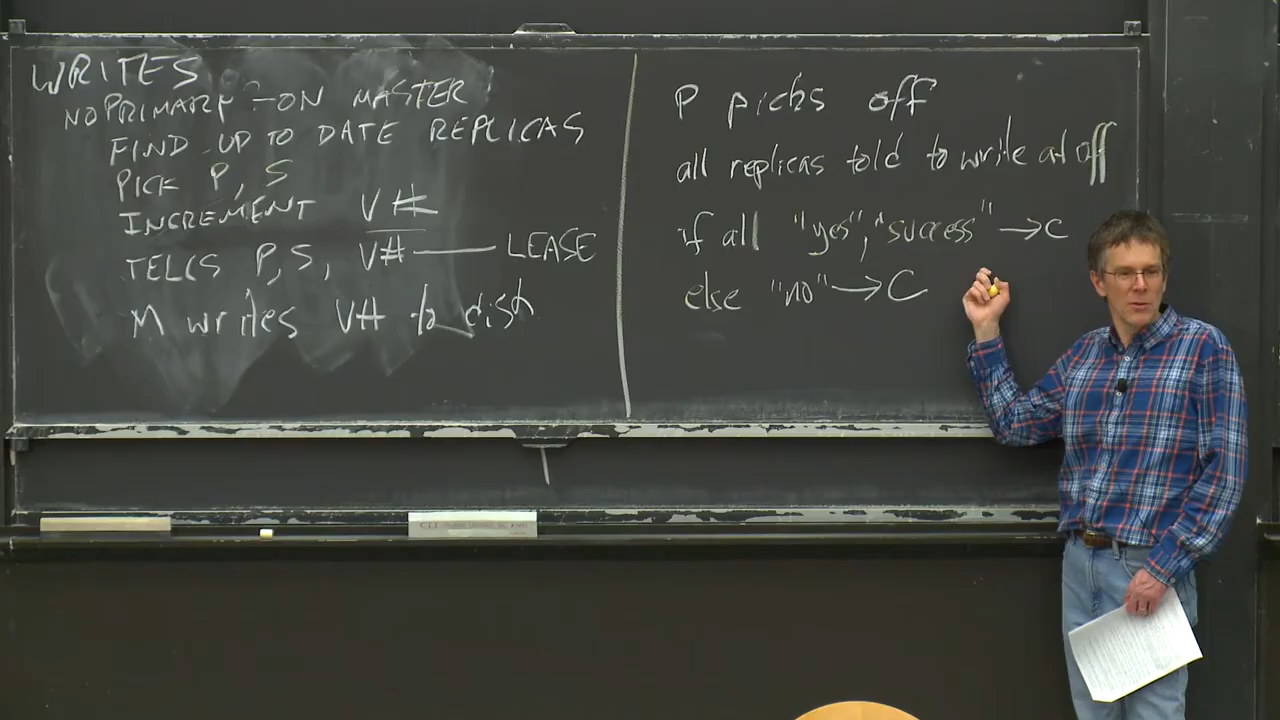 WRITES
NO PRIMARY - ON MASTER
FIND UP TO DATE REPLICAS
PICK P, S
INCREMENT V#
TELLS P, S, V# — LEASE
M writes V# to disk
P picks off
all replicas told to write at off
if all "yes", "success" → C
else "no" → C